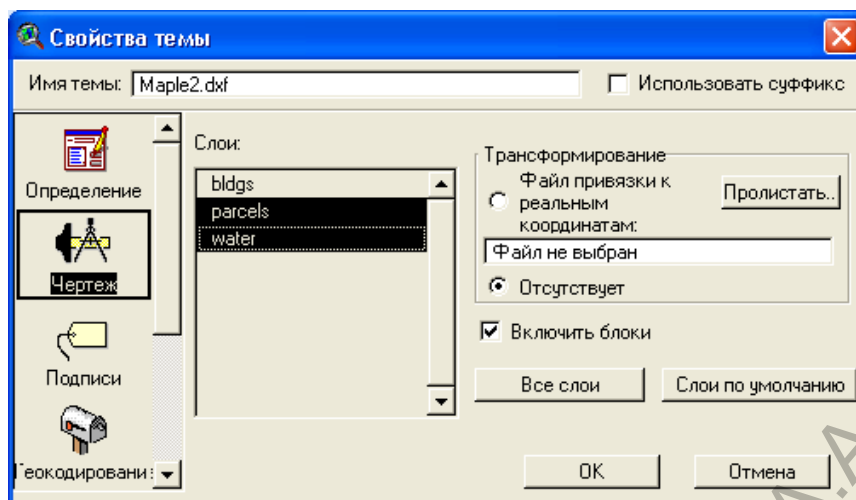 Свойства темы
Имя темы: Maple2.dxf
Использовать суффикс
Определение
Чертеж
Подписи
Геокодировани
Слои:
bldgs
parcels
water
Трансформирование
Файл привязки к
реальным
координатам:
Пролистать..
Файл не выбран
Отсутствует
Включить блоки
Все слои
Слои по умолчанию
OK
Отмена